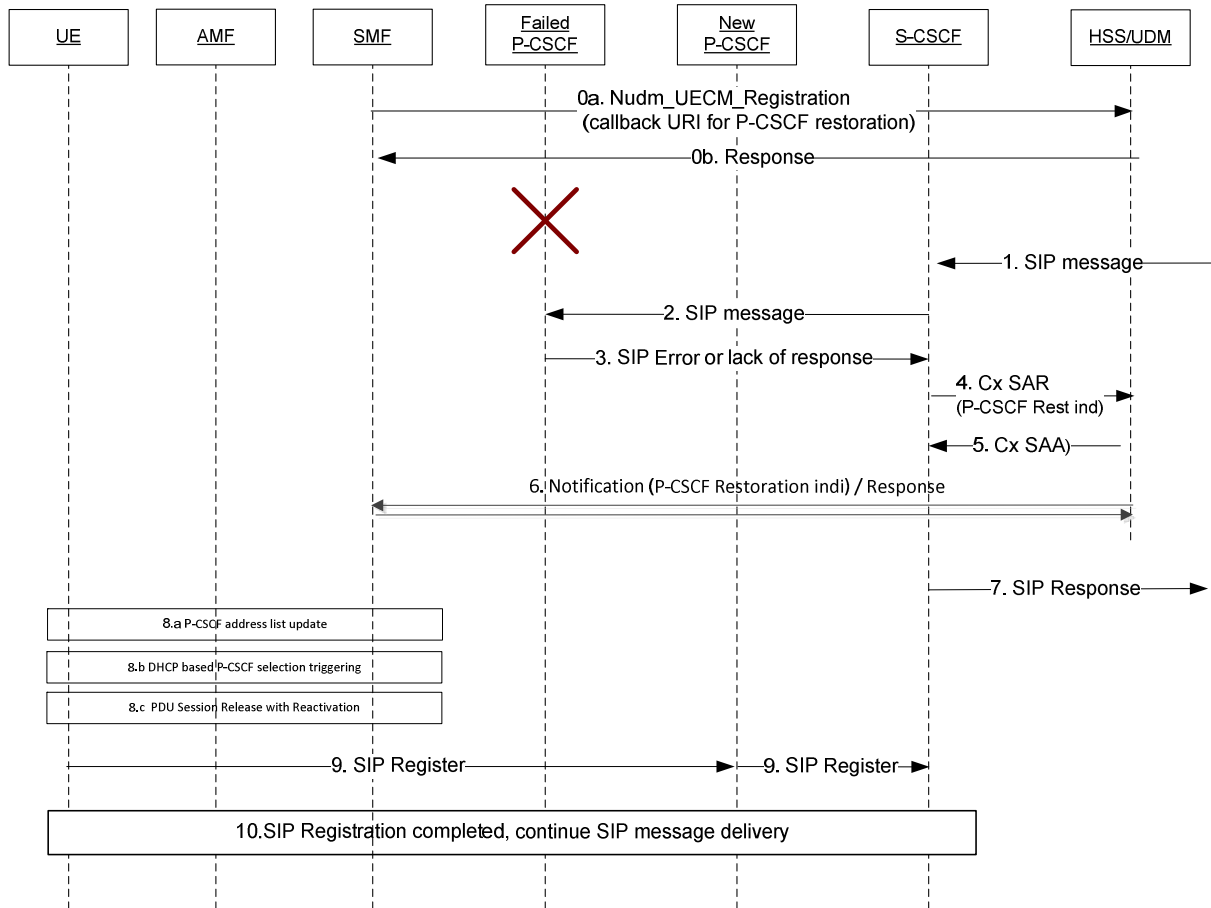 UE
AMF
SMF
Failed
P-CSCF
New
P-CSCF
S-CSCF
HSS/UDM
0a. Nudm_UECM_Registration
(callback URI for P-CSCF restoration)
0b. Response
1. SIP message
2. SIP message
3. SIP Error or lack of response
4. Cx SAR
(P-CSCF Rest ind)
5. Cx SAA)
6. Notification (P-CSCF Restoration indi) / Response
7. SIP Response
8.a P-CSCF address list update
8.b DHCP based P-CSCF selection triggering
8.c PDU Session Release with Reactivation
9. SIP Register
9. SIP Register
10.SIP Registration completed, continue SIP message delivery